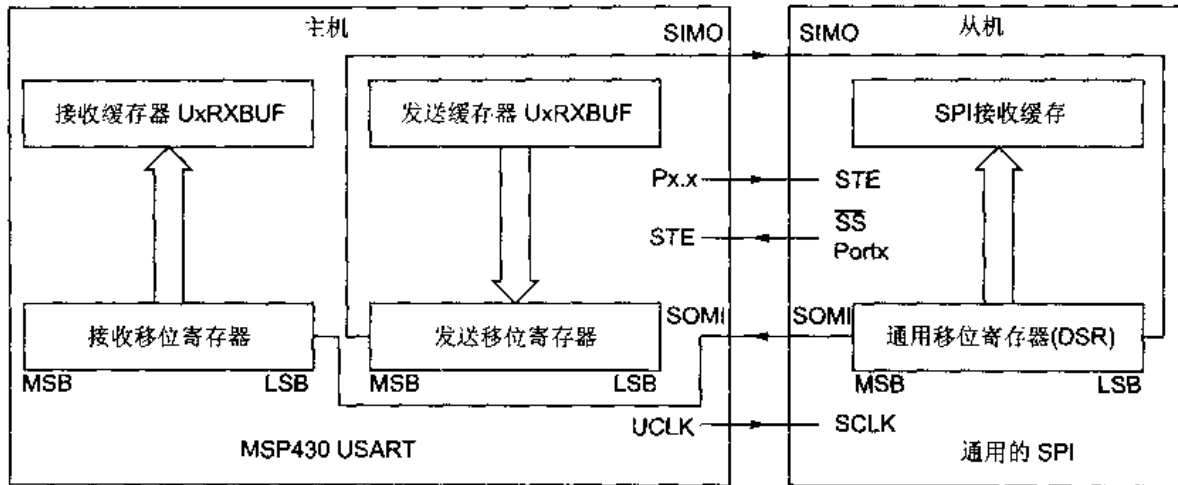 主机
SIMO
接收缓存器 UxRXBUF
发送缓存器 UxRXBUF
Px.x
STE
接收移位寄存器
发送移位寄存器
SOMI
MSB
LSB
MSB
LSB
UCLK
MSP430 USART
从机
SIMO
SPI接收缓存
STE
SS
Portx
SOMI
通用移位寄存器(DSR)
MSB
LSB
SCLK
通用的 SPI